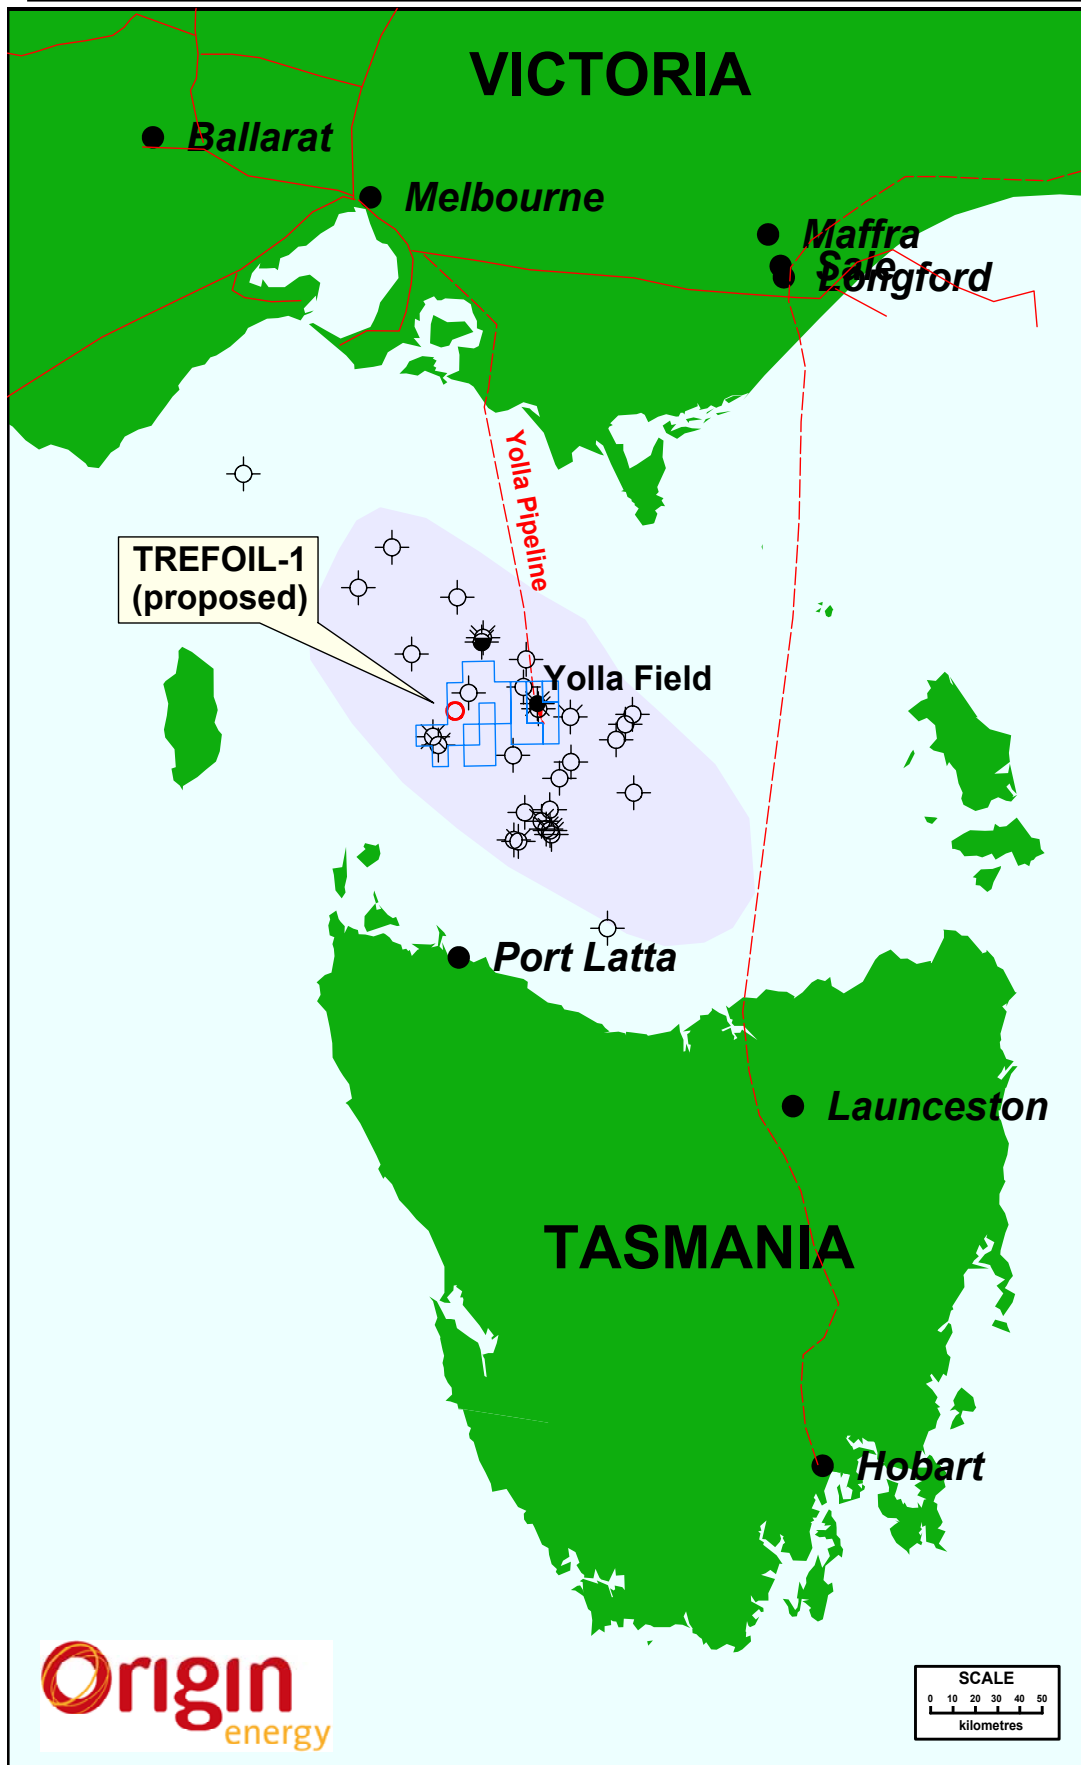 VICTORIA
Ballarat
Melbourne
Maffra
Sale
Longford
Yolla Pipeline
TREFOIL-1
(proposed)
Yolla Field
Port Latta
Launceston
TASMANIA
Hobart
Origin
energy
SCALE
0 10 20 30 40 50
kilometres